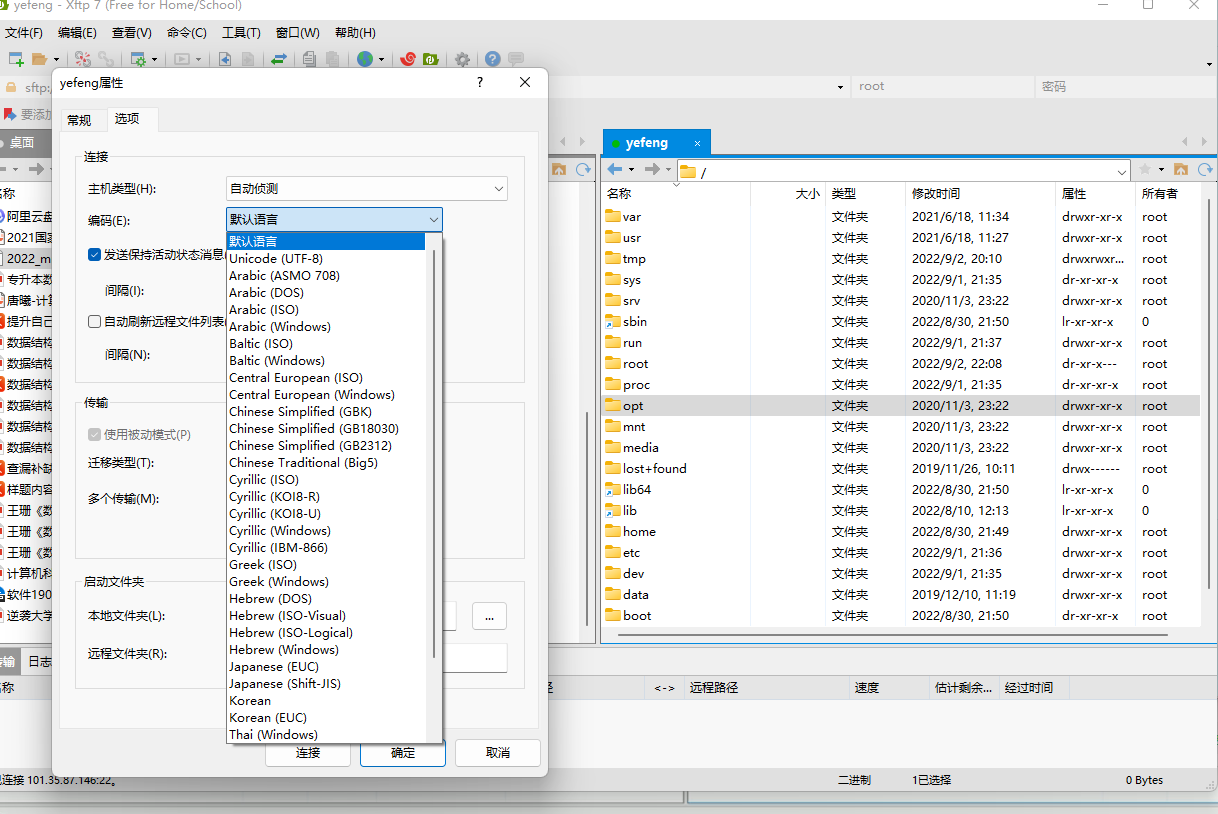 yefeng - Xftp 7 (Free for Home/School)
文件(F) 编辑(E) 查看(V) 命令(C) 工具(T) 窗口(W) 帮助(H)
sftp:
root
密码
要添加
桌面
yefeng
/
yefeng属性
?
常规 选项
连接
主机类型(H): 自动侦测
编码(E): 默认语言
发送保持活动状态消息
间隔(I):
自动刷新远程文件列表
间隔(N):
传输
使用被动模式(P)
迁移类型(T):
多个传输(M):
启动文件夹
本地文件夹(L): ...
远程文件夹(R):
连接 确定 取消
默认语言
Unicode (UTF-8)
Arabic (ASMO 708)
Arabic (DOS)
Arabic (ISO)
Arabic (Windows)
Baltic (ISO)
Baltic (Windows)
Central European (ISO)
Central European (Windows)
Chinese Simplified (GBK)
Chinese Simplified (GB18030)
Chinese Simplified (GB2312)
Chinese Traditional (Big5)
Cyrillic (ISO)
Cyrillic (KOI8-R)
Cyrillic (KOI8-U)
Cyrillic (Windows)
Cyrillic (IBM-866)
Greek (ISO)
Greek (Windows)
Hebrew (DOS)
Hebrew (ISO-Visual)
Hebrew (ISO-Logical)
Hebrew (Windows)
Japanese (EUC)
Japanese (Shift-JIS)
Korean
Korean (EUC)
Thai (Windows)
称
阿里云盘
2021国家
2022_m
专升本数
唐曦-计算
提升自己
数据结构
数据结构
数据结构
数据结构
数据结构
数据结构
查漏补缺
样题内容
王珊《数
王珊《数
王珊《数
计算机科
软件190
逆袭大学
名称 大小 类型 修改时间 属性 所有者
var 文件夹 2021/6/18, 11:34 drwxr-xr-x root
usr 文件夹 2021/6/18, 11:27 drwxr-xr-x root
tmp 文件夹 2022/9/2, 20:10 drwxrwxr... root
sys 文件夹 2022/9/1, 21:35 dr-xr-xr-x root
srv 文件夹 2020/11/3, 23:22 drwxr-xr-x root
sbin 文件夹 2022/8/30, 21:50 lr-xr-xr-x 0
run 文件夹 2022/9/1, 21:37 drwxr-xr-x root
root 文件夹 2022/9/2, 22:08 dr-xr-x--- root
proc 文件夹 2022/9/1, 21:35 dr-xr-xr-x root
opt 文件夹 2020/11/3, 23:22 drwxr-xr-x root
mnt 文件夹 2020/11/3, 23:22 drwxr-xr-x root
media 文件夹 2020/11/3, 23:22 drwxr-xr-x root
lost+found 文件夹 2019/11/26, 10:11 drwx------ root
lib64 文件夹 2022/8/30, 21:50 lr-xr-xr-x 0
lib 文件夹 2022/8/10, 12:13 lr-xr-xr-x 0
home 文件夹 2022/8/30, 21:49 drwxr-xr-x root
etc 文件夹 2022/9/1, 21:36 drwxr-xr-x root
dev 文件夹 2022/9/1, 21:35 drwxr-xr-x root
data 文件夹 2019/12/10, 11:19 drwxr-xr-x root
boot 文件夹 2022/8/30, 21:50 dr-xr-xr-x root
传输 日志
称 径 <-> 远程路径 速度 估计剩余... 经过时间
连接 101.35.87.146:22。 二进制 1已选择 0 Bytes